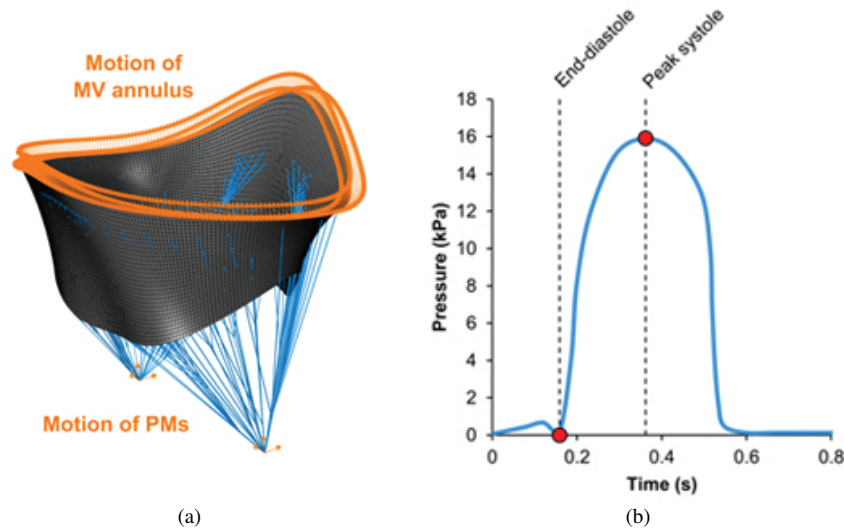 Motion of
MV annulus
Motion of PMs
(a)
End-diastole
Peak systole
18
16
14
12
10
8
6
4
2
0
Pressure (kPa)
0
0.2
0.4
0.6
0.8
Time (s)
(b)